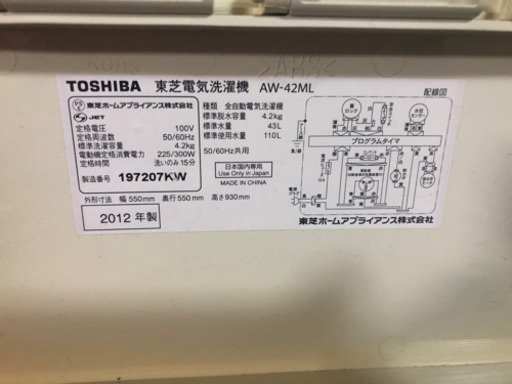 TOSHIBA 東芝電気洗濯機 AW-42ML
配線図
東芝ホームアプライアンス株式会社
JET
定格電圧 100V
定格周波数 50/60Hz
標準洗濯容量 4.2kg
電動機定格消費電力 225/300W
定格時間 洗いのみ15分
製造番号 197207KW
種類 全自動電気洗濯機
標準脱水容量 4.2kg
標準水量 43L
標準使用水量 110L
50/60Hz共用
日本国内専用
Use only in Japan
MADE IN CHINA
外形寸法 幅550mm 奥行550mm 高さ930mm
2012年製
プログラムタイマ
東芝ホームアプライアンス株式会社
>ABS<